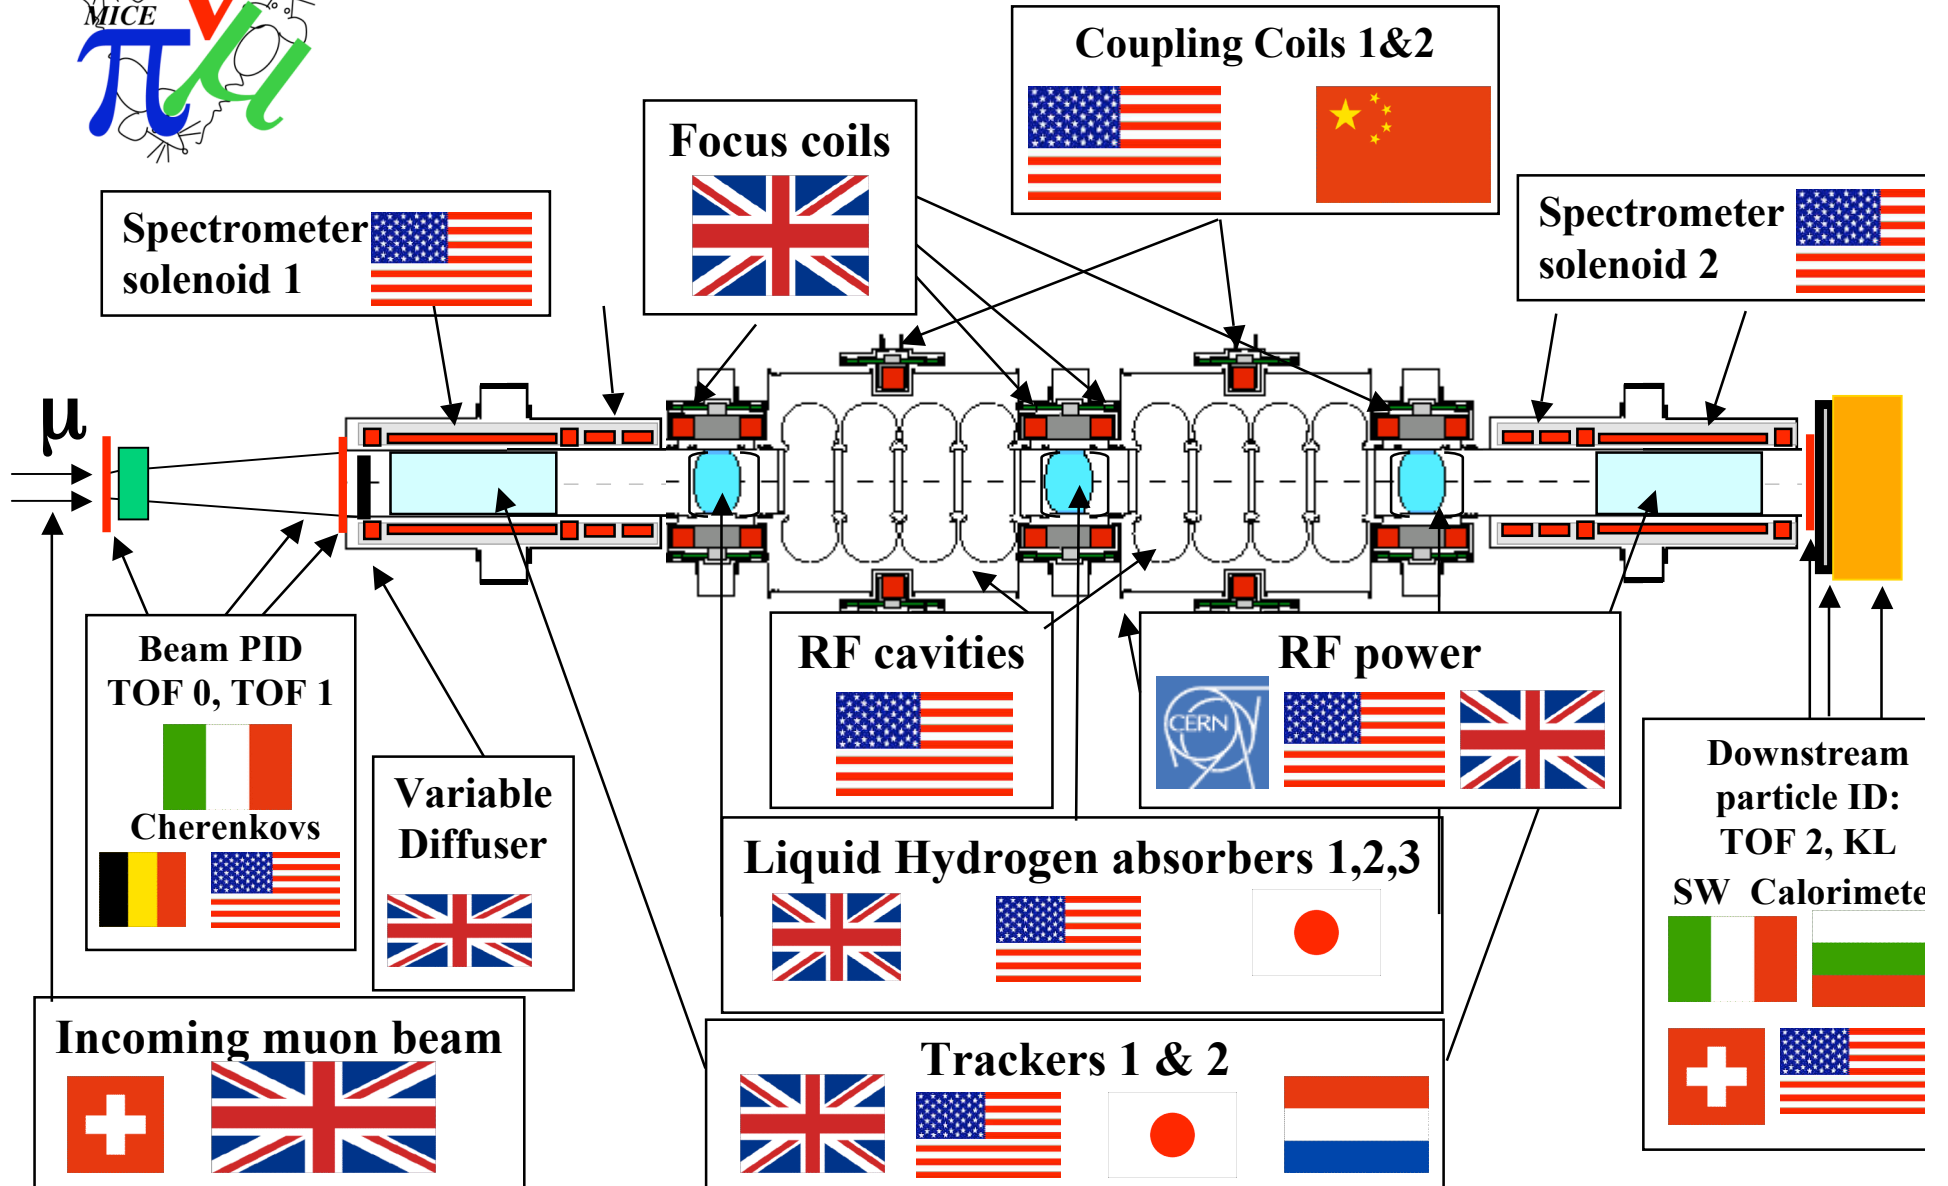 MICE
ν
πμ
Coupling Coils 1&2
Focus coils
Spectrometer
solenoid 1
Spectrometer
solenoid 2
μ
Beam PID
TOF 0, TOF 1
Cherenkovs
Variable
Diffuser
RF cavities
RF power
CERN
Liquid Hydrogen absorbers 1,2,3
Downstream
particle ID:
TOF 2, KL
SW Calorimete
Incoming muon beam
Trackers 1 & 2